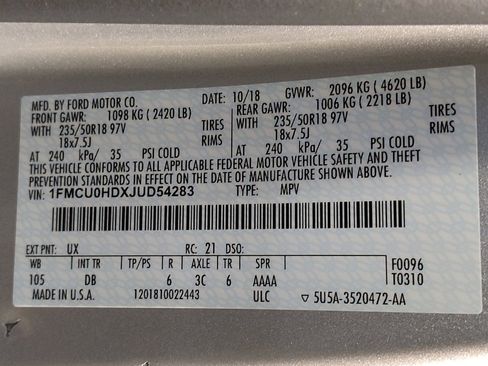 MFD. BY FORD MOTOR CO. DATE: 10/18 GVWR: 2096 KG (4620 LB)
FRONT GAWR: 1098 KG (2420 LB) REAR GAWR: 1006 KG (2218 LB)
WITH 235/50R18 97V TIRES WITH 235/50R18 97V TIRES
18x7.5J RIMS 18x7.5J RIMS
AT 240 kPa/ 35 PSI COLD AT 240 kPa/ 35 PSI COLD
THIS VEHICLE CONFORMS TO ALL APPLICABLE FEDERAL MOTOR VEHICLE SAFETY AND THEFT
PREVENTION STANDARDS IN EFFECT ON THE DATE OF MANUFACTURE SHOWN ABOVE.
VIN: 1FMCU0HDXJUD54283 TYPE: MPV
EXT PNT: UX RC: 21 DSO:
WB INT TR TP/PS R AXLE TR SPR F0096
105 DB 6 3C 6 AAAA T0310
MADE IN U.S.A. 1201810022443 ULC ▽ 5U5A-3520472-AA